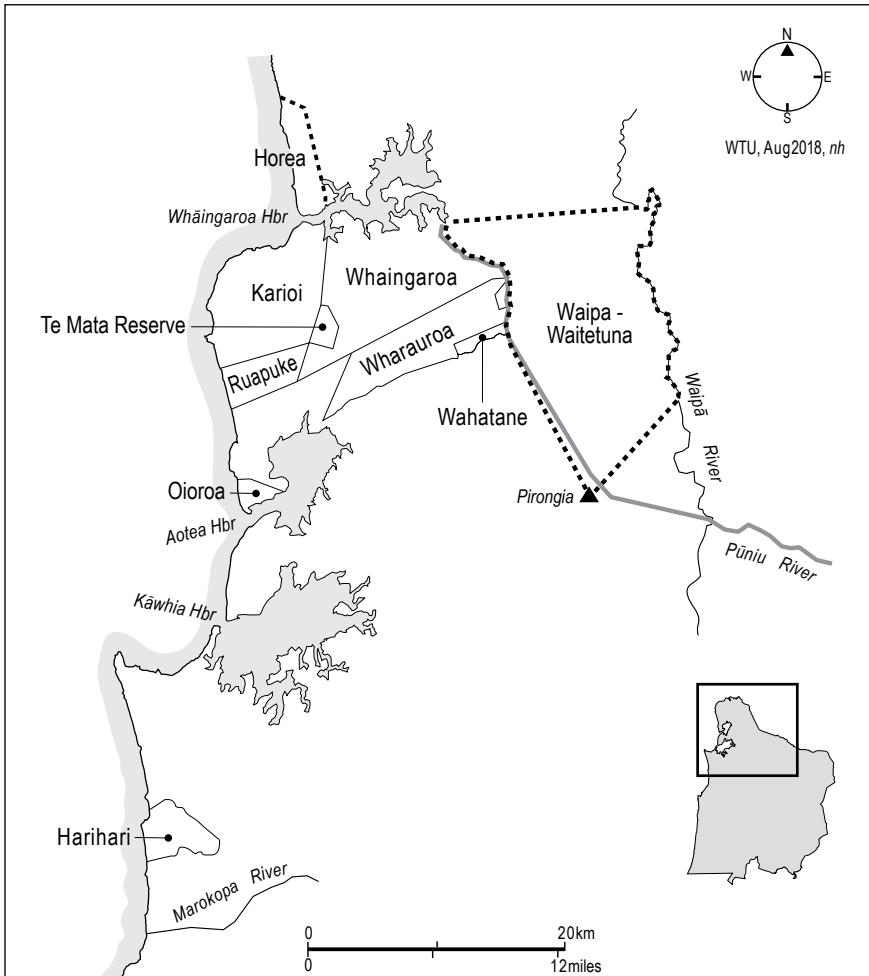 N
W
E
S
WTU, Aug2018, nh
Horea
Whāingaroa Hbr
Karioi
Whaingaroa
Te Mata Reserve
Waipa -
Waitetuna
Ruapuke
Wharauroa
Wahatane
Waipā
River
Oioroa
Pirongia
Aotea Hbr
Pūniu River
Kāwhia Hbr
Harihari
Marokopa River
0
20km
0
12miles